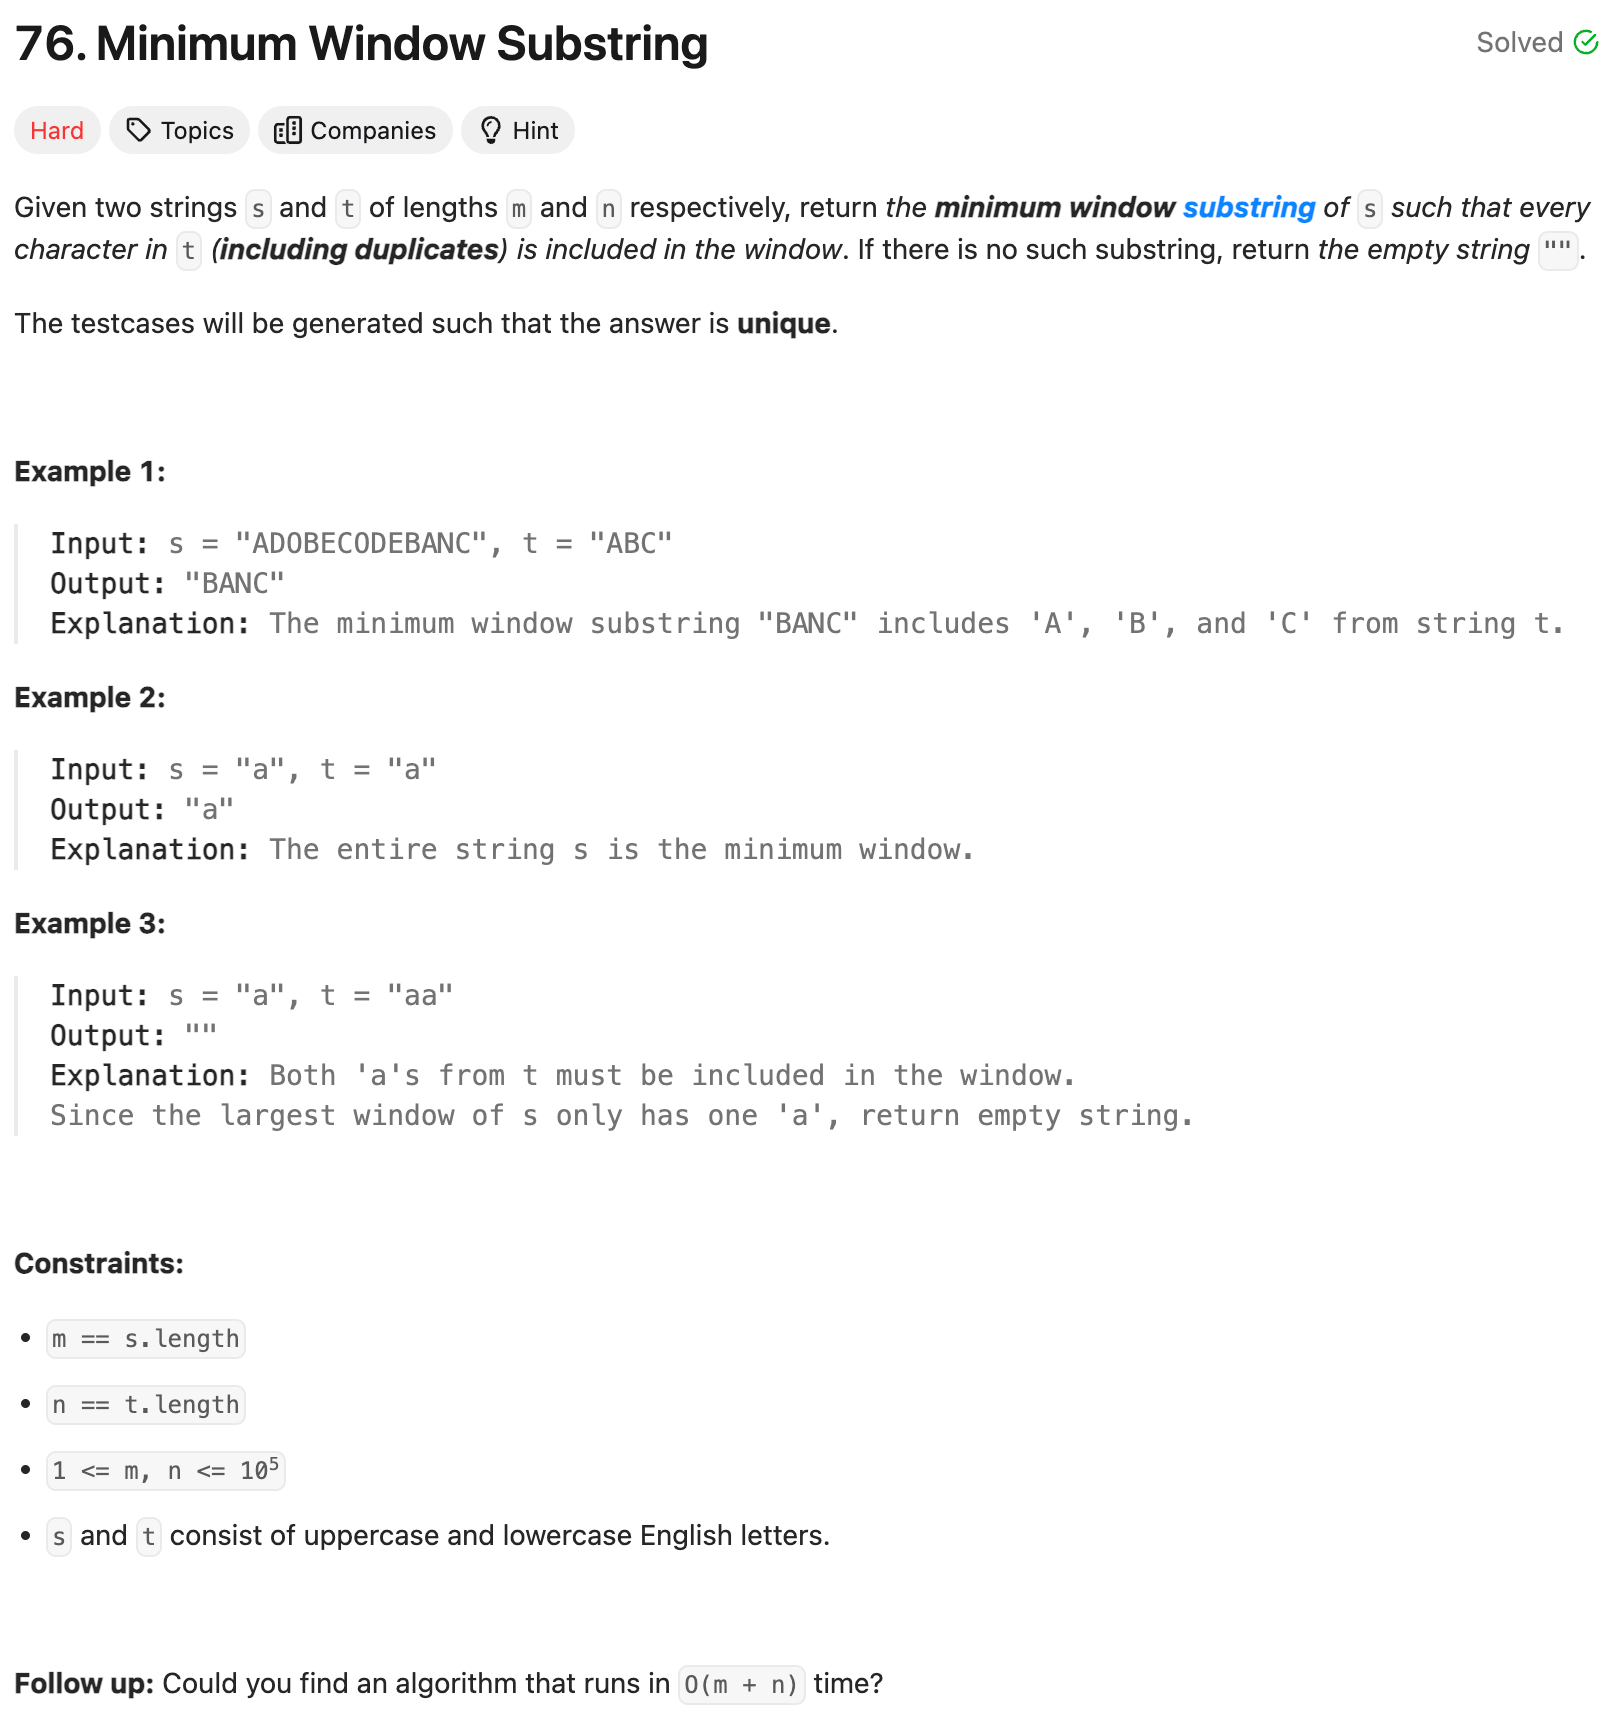 76. Minimum Window Substring
Solved
Hard Topics Companies Hint
Given two strings s and t of lengths m and n respectively, return the minimum window substring of s such that every
character in t (including duplicates) is included in the window. If there is no such substring, return the empty string "".
The testcases will be generated such that the answer is unique.
Example 1:
Input: s = "ADOBECODEBANC", t = "ABC"
Output: "BANC"
Explanation: The minimum window substring "BANC" includes 'A', 'B', and 'C' from string t.
Example 2:
Input: s = "a", t = "a"
Output: "a"
Explanation: The entire string s is the minimum window.
Example 3:
Input: s = "a", t = "aa"
Output: ""
Explanation: Both 'a's from t must be included in the window.
Since the largest window of s only has one 'a', return empty string.
Constraints:
• m == s.length
• n == t.length
• 1 <= m, n <= 10⁵
• s and t consist of uppercase and lowercase English letters.
Follow up: Could you find an algorithm that runs in O(m + n) time?